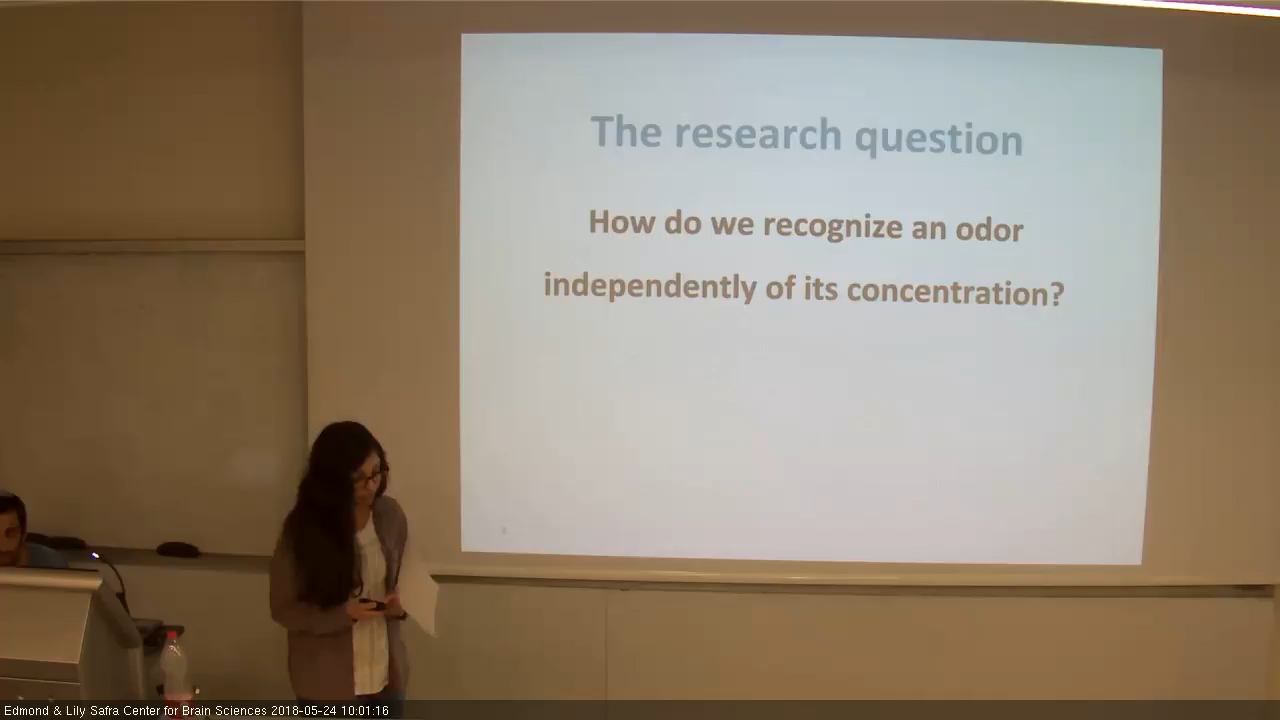 The research question
How do we recognize an odor
independently of its concentration?
Edmond & Lily Safra Center for Brain Sciences 2018-05-24 10:01:16